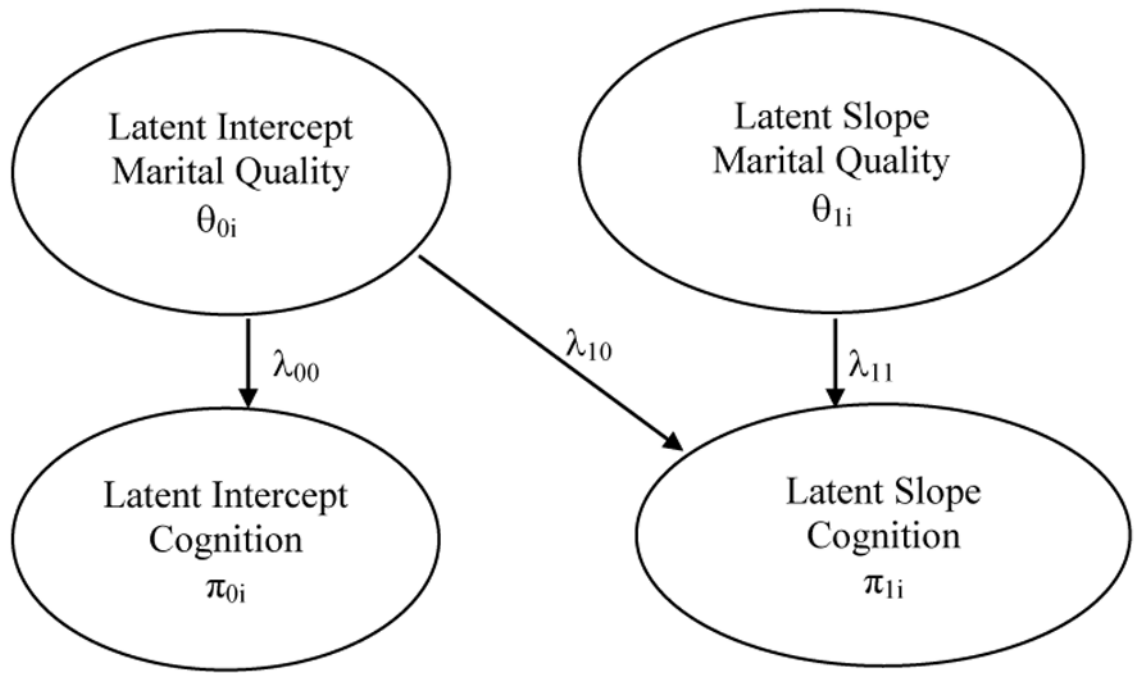 Latent Intercept
Marital Quality
θ0i
Latent Slope
Marital Quality
θ1i
λ00
λ10
λ11
Latent Intercept
Cognition
π0i
Latent Slope
Cognition
π1i